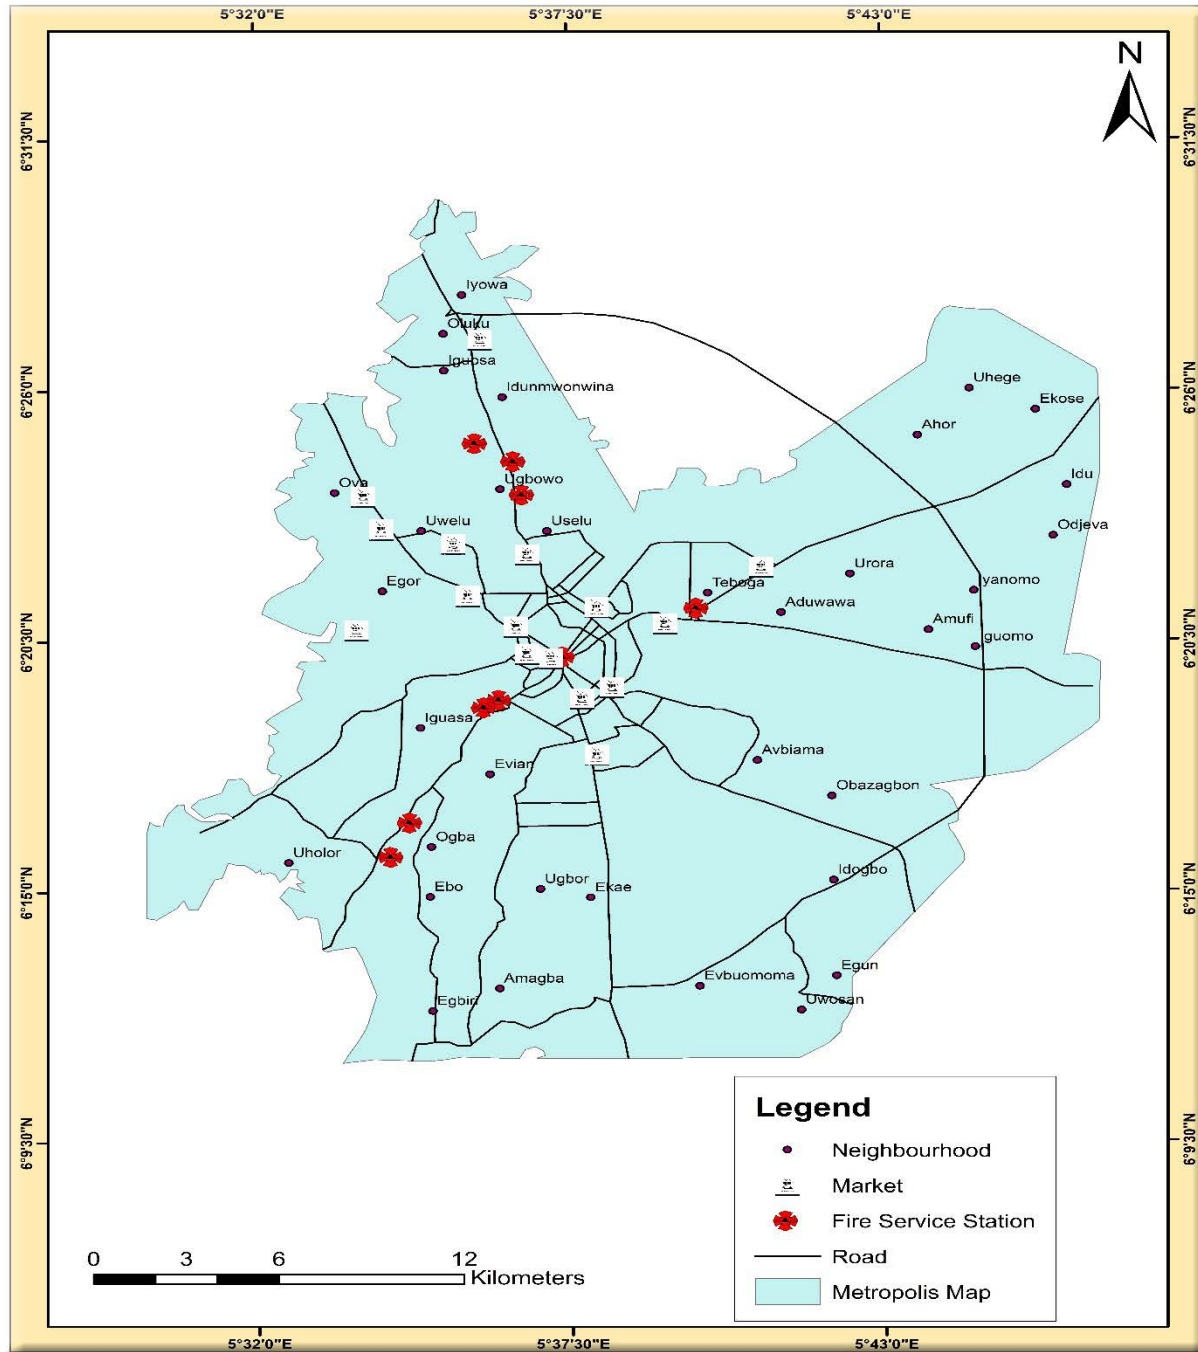 5°32'0"E
5°37'30"E
5°43'0"E
N
6°31'30"N
6°31'30"N
Iyowa
Oluku
Iguosa
Idunmwonwina
6°26'0"N
6°26'0"N
Uhege
Ekose
Ahor
Ova
Ugbowo
Idu
Uwelu
Uselu
Odjeva
Egor
Teboga
Urora
yanomo
Aduwawa
Amufi
6°20'30"N
6°20'30"N
guomo
Iguasa
Evian
Avbiama
Obazagbon
Uholor
Ogba
Idogbo
6°15'0"N
6°15'0"N
Ebo
Ugbor
Ekae
Amagba
Evbuomoma
Egun
Egbiri
Uwosan
6°9'30"N
6°9'30"N
Legend
Neighbourhood
Market
Fire Service Station
Road
Metropolis Map
0 3 6 12
Kilometers
5°32'0"E
5°37'30"E
5°43'0"E